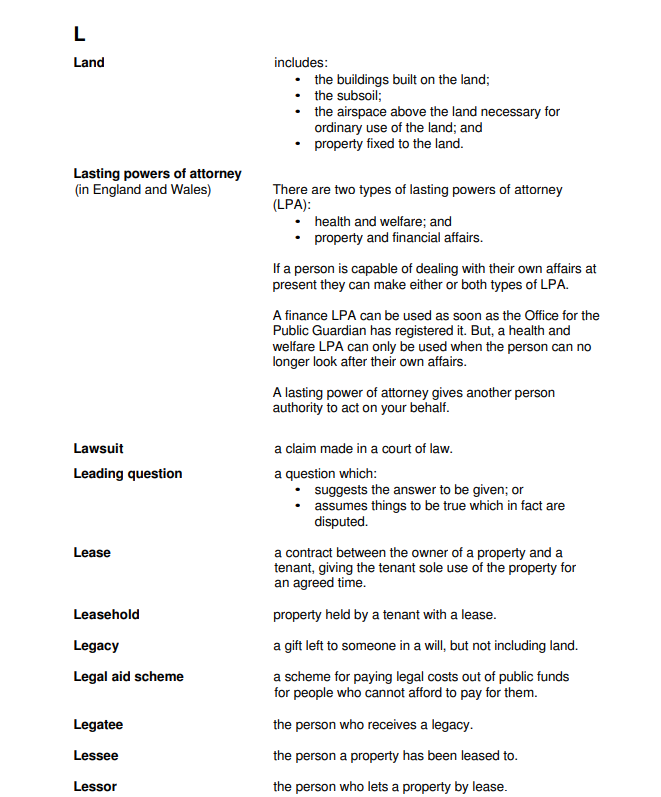 L
Land includes:
• the buildings built on the land;
• the subsoil;
• the airspace above the land necessary for
ordinary use of the land; and
• property fixed to the land.
Lasting powers of attorney
(in England and Wales) There are two types of lasting powers of attorney
(LPA):
• health and welfare; and
• property and financial affairs.
If a person is capable of dealing with their own affairs at
present they can make either or both types of LPA.
A finance LPA can be used as soon as the Office for the
Public Guardian has registered it. But, a health and
welfare LPA can only be used when the person can no
longer look after their own affairs.
A lasting power of attorney gives another person
authority to act on your behalf.
Lawsuit a claim made in a court of law.
Leading question a question which:
• suggests the answer to be given; or
• assumes things to be true which in fact are
disputed.
Lease a contract between the owner of a property and a
tenant, giving the tenant sole use of the property for
an agreed time.
Leasehold property held by a tenant with a lease.
Legacy a gift left to someone in a will, but not including land.
Legal aid scheme a scheme for paying legal costs out of public funds
for people who cannot afford to pay for them.
Legatee the person who receives a legacy.
Lessee the person a property has been leased to.
Lessor the person who lets a property by lease.